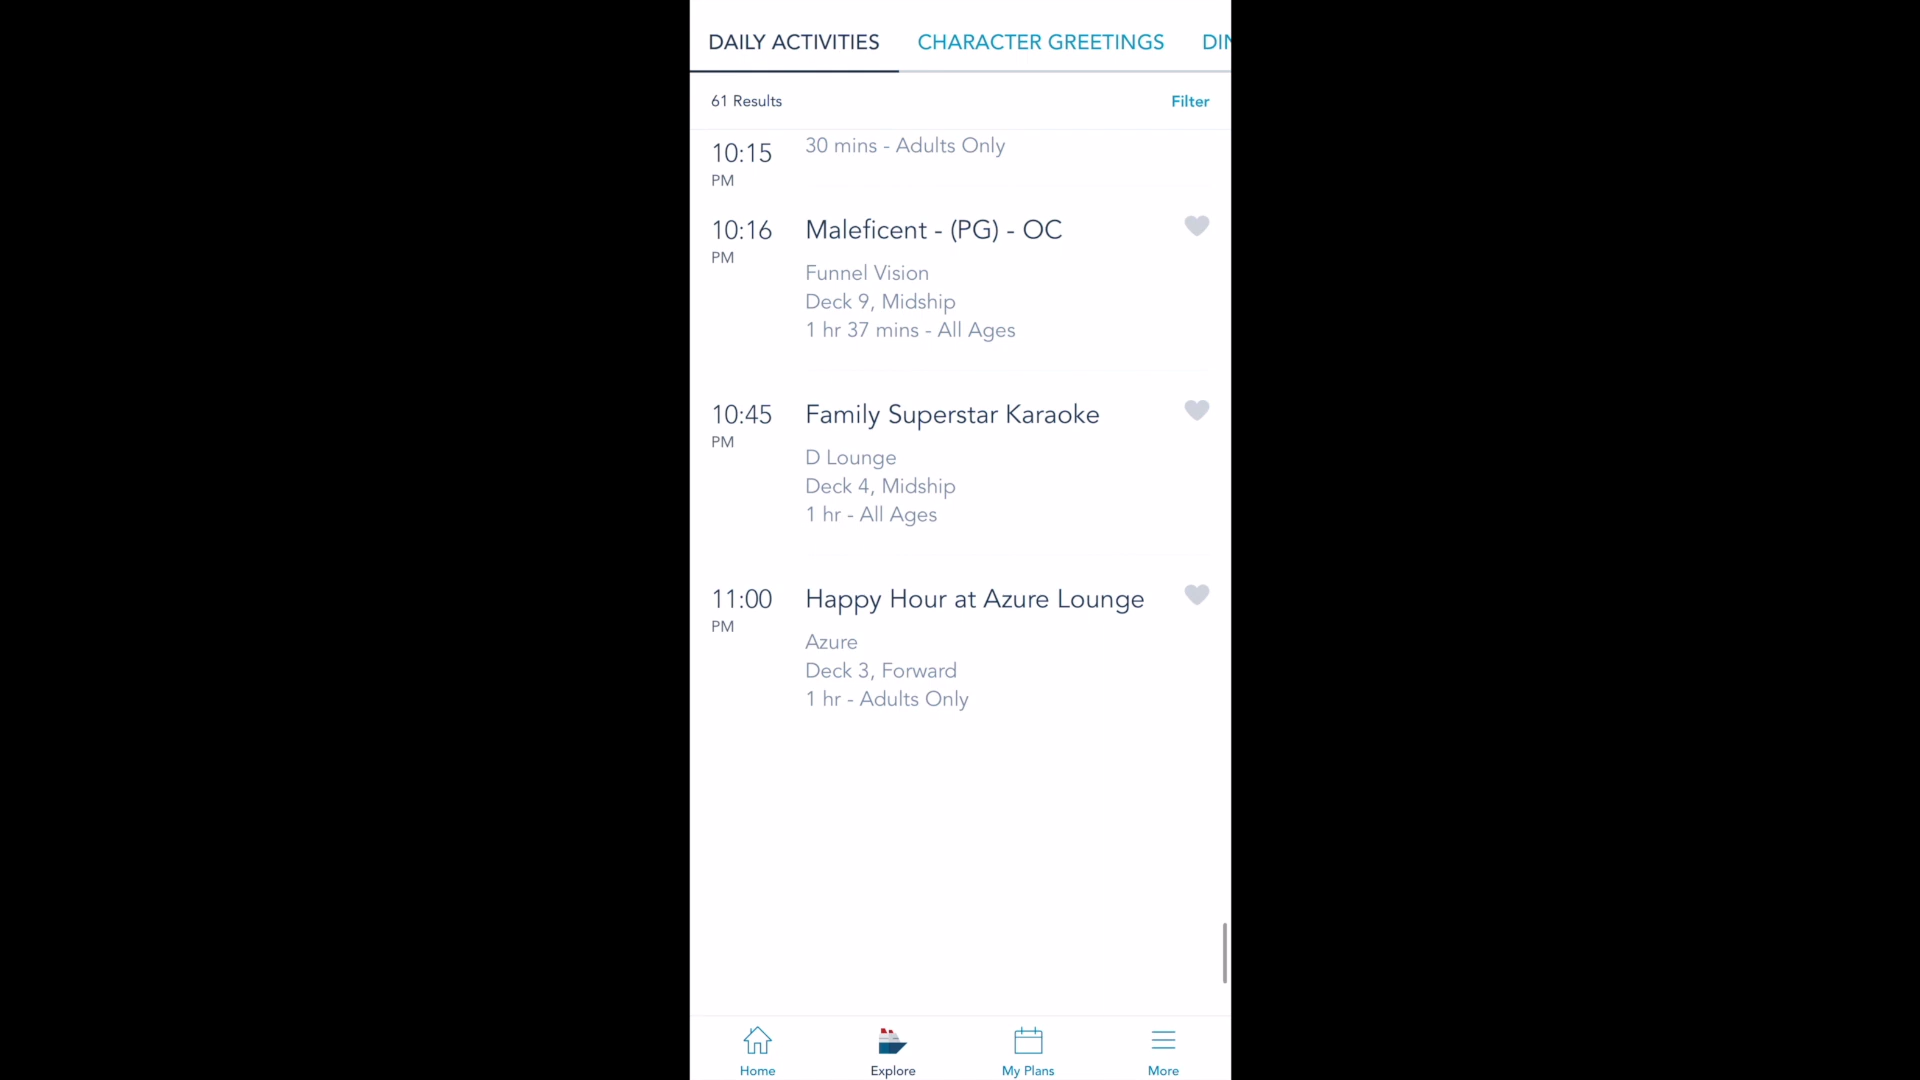 DAILY ACTIVITIES CHARACTER GREETINGS DIN
61 Results Filter
10:15 PM
30 mins - Adults Only
10:16 PM
Maleficent - (PG) - OC
Funnel Vision
Deck 9, Midship
1 hr 37 mins - All Ages
10:45 PM
Family Superstar Karaoke
D Lounge
Deck 4, Midship
1 hr - All Ages
11:00 PM
Happy Hour at Azure Lounge
Azure
Deck 3, Forward
1 hr - Adults Only
Home Explore My Plans More